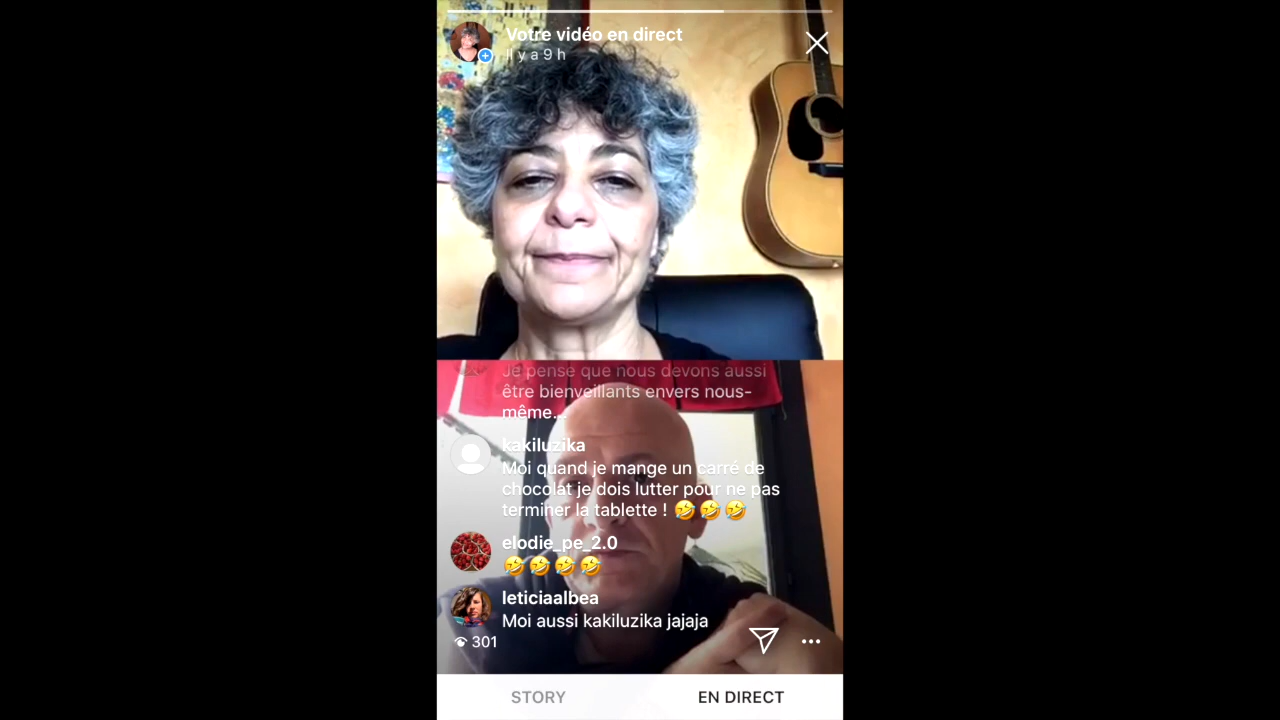 Votre vidéo en direct
Il y a 9 h
Je pense que nous devons aussi
être bienveillants envers nous-
même...
kakiluzika
Moi quand je mange un carré de
chocolat je dois lutter pour ne pas
terminer la tablette ! 🤣🤣🤣
elodie_pe_2.0
🤣🤣🤣🤣
leticiaalbea
Moi aussi kakiluzika jajaja
301
STORY
EN DIRECT